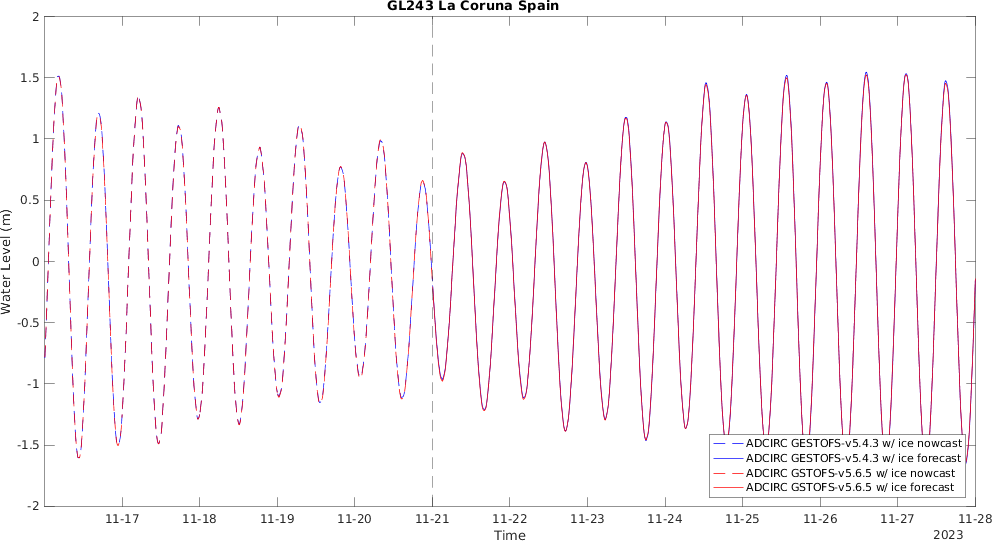 GL243 La Coruna Spain
2
1.5
1
0.5
0
-0.5
-1
-1.5
-2
Water Level (m)
ADCIRC GESTOFS-v5.4.3 w/ ice nowcast
ADCIRC GESTOFS-v5.4.3 w/ ice forecast
ADCIRC GSTOFS-v5.6.5 w/ ice nowcast
ADCIRC GSTOFS-v5.6.5 w/ ice forecast
11-17 11-18 11-19 11-20 11-21 11-22 11-23 11-24 11-25 11-26 11-27 11-28
Time
2023